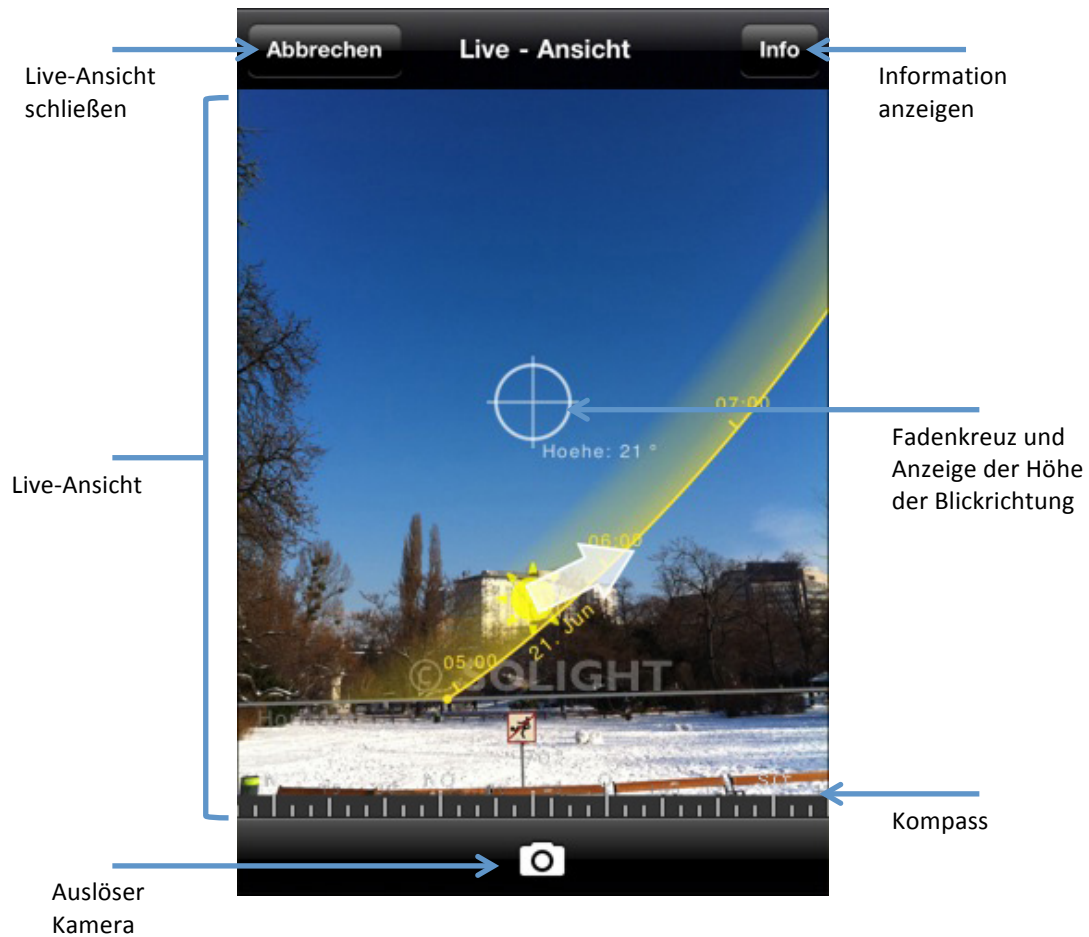 Abbrechen
Live - Ansicht
Info
Live-Ansicht
schließen
Information
anzeigen
Live-Ansicht
07:00
Hoehe: 21 °
Fadenkreuz und
Anzeige der Höhe
der Blickrichtung
06:00
21. Jun
05:00
© SOLIGHT
NO
O
Kompass
Auslöser
Kamera